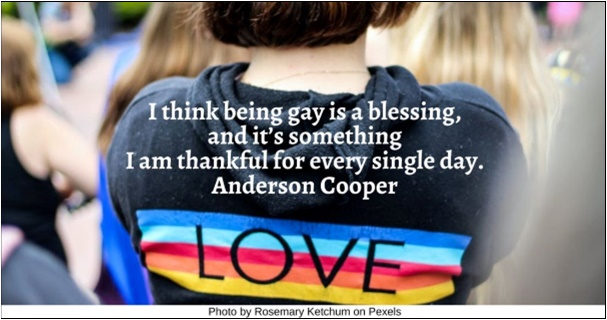 I think being gay is a blessing,
and it's something
I am thankful for every single day.
Anderson Cooper
LOVE
Photo by Rosemary Ketchum on Pexels